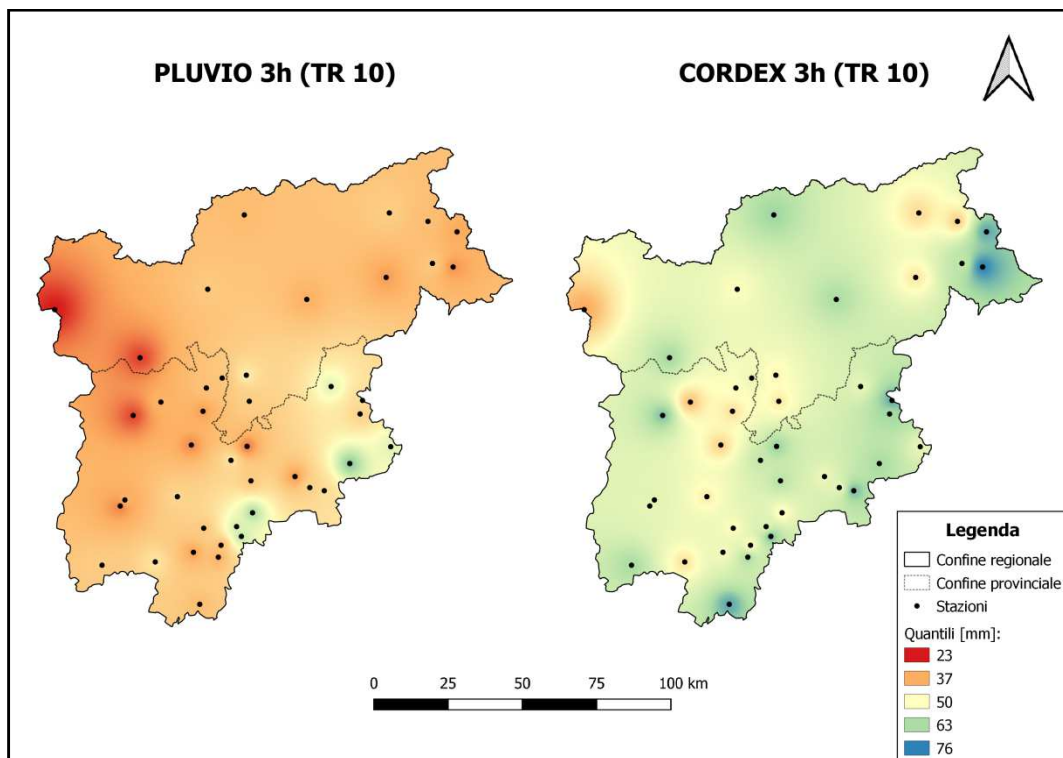 PLUVIO 3h (TR 10)
CORDEX 3h (TR 10)
Legenda
Confine regionale
Confine provinciale
Stazioni
Quantili [mm]:
23
37
50
63
76
0 25 50 75 100 km